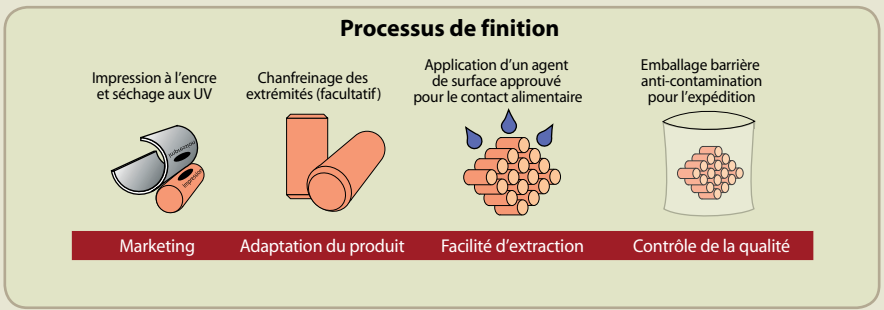 Processus de finition
Impression à l'encre
et séchage aux UV
Chanfreinage des
extrémités (facultatif)
Application d'un agent
de surface approuvé
pour le contact alimentaire
Emballage barrière
anti-contamination
pour l'expédition
impression
impression
Marketing
Adaptation du produit
Facilité d'extraction
Contrôle de la qualité